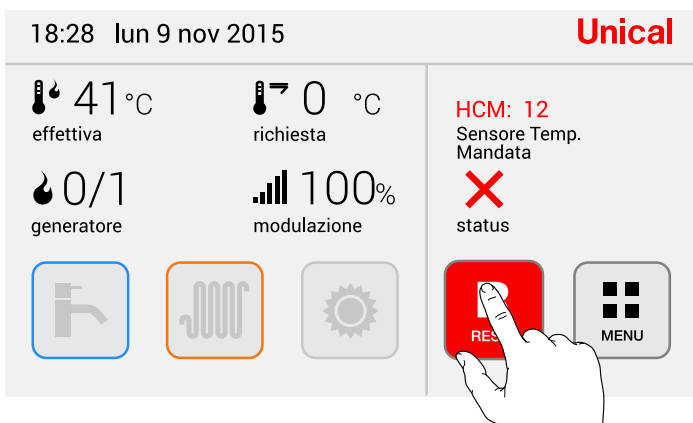 18:28 lun 9 nov 2015
Unical
41°C
effettiva
0 °C
richiesta
0/1
generatore
100%
modulazione
HCM: 12
Sensore Temp.
Mandata
status
MENU